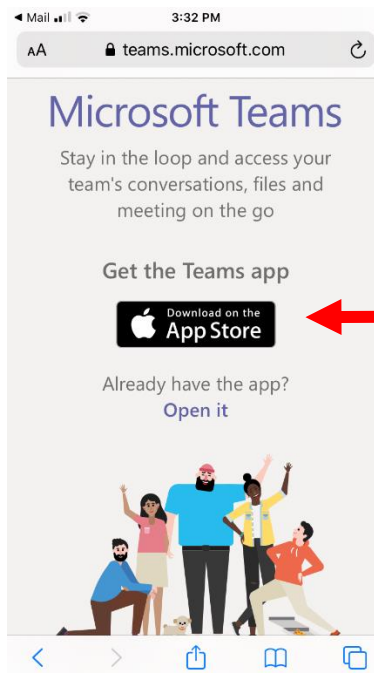 Mail 3:32 PM
AA teams.microsoft.com
Microsoft Teams
Stay in the loop and access your
team's conversations, files and
meeting on the go
Get the Teams app
Download on the
App Store
Already have the app?
Open it